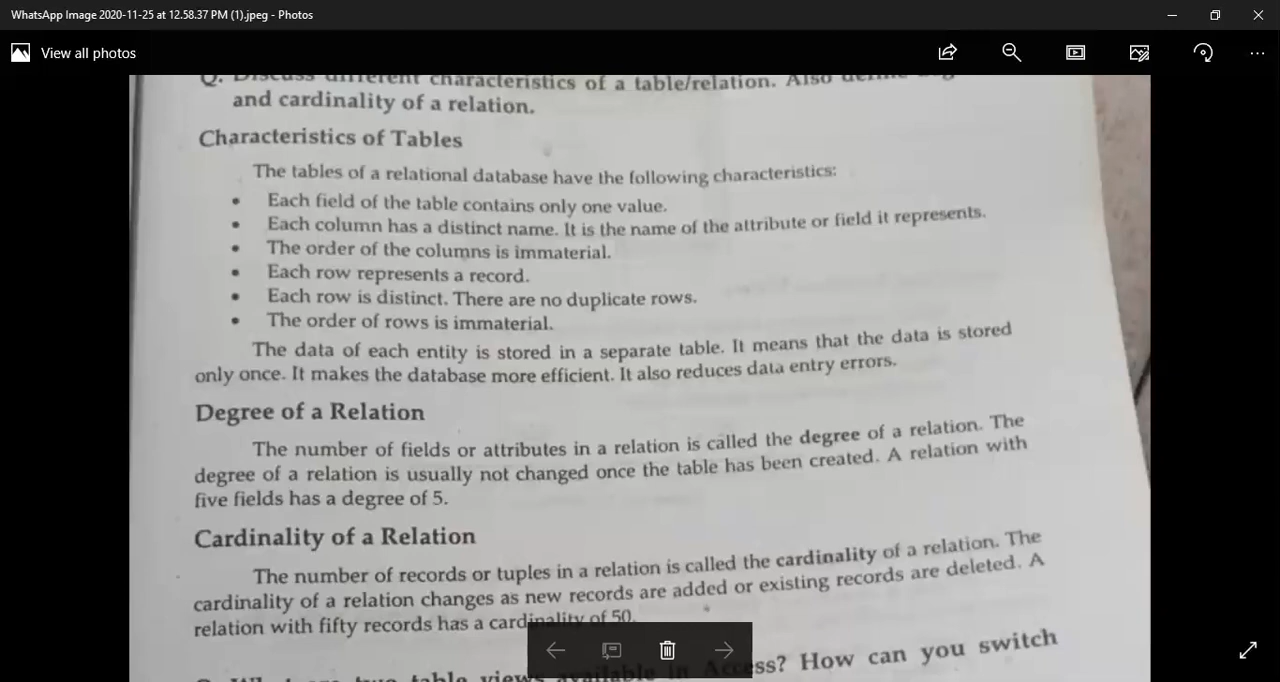 WhatsApp Image 2020-11-25 at 12.58.37 PM (1).jpeg - Photos
View all photos
Q. Discuss different characteristics of a table/relation. Also
and cardinality of a relation.
Characteristics of Tables
The tables of a relational database have the following characteristics:
• Each field of the table contains only one value.
• Each column has a distinct name. It is the name of the attribute or field it represents.
• The order of the columns is immaterial.
• Each row represents a record.
• Each row is distinct. There are no duplicate rows.
• The order of rows is immaterial.
The data of each entity is stored in a separate table. It means that the data is stored
only once. It makes the database more efficient. It also reduces data entry errors.
Degree of a Relation
The number of fields or attributes in a relation is called the degree of a relation. The
degree of a relation is usually not changed once the table has been created. A relation with
five fields has a degree of 5.
Cardinality of a Relation
The number of records or tuples in a relation is called the cardinality of a relation. The
cardinality of a relation changes as new records are added or existing records are deleted. A
relation with fifty records has a cardinality of 50.
table views available in Access? How can you switch